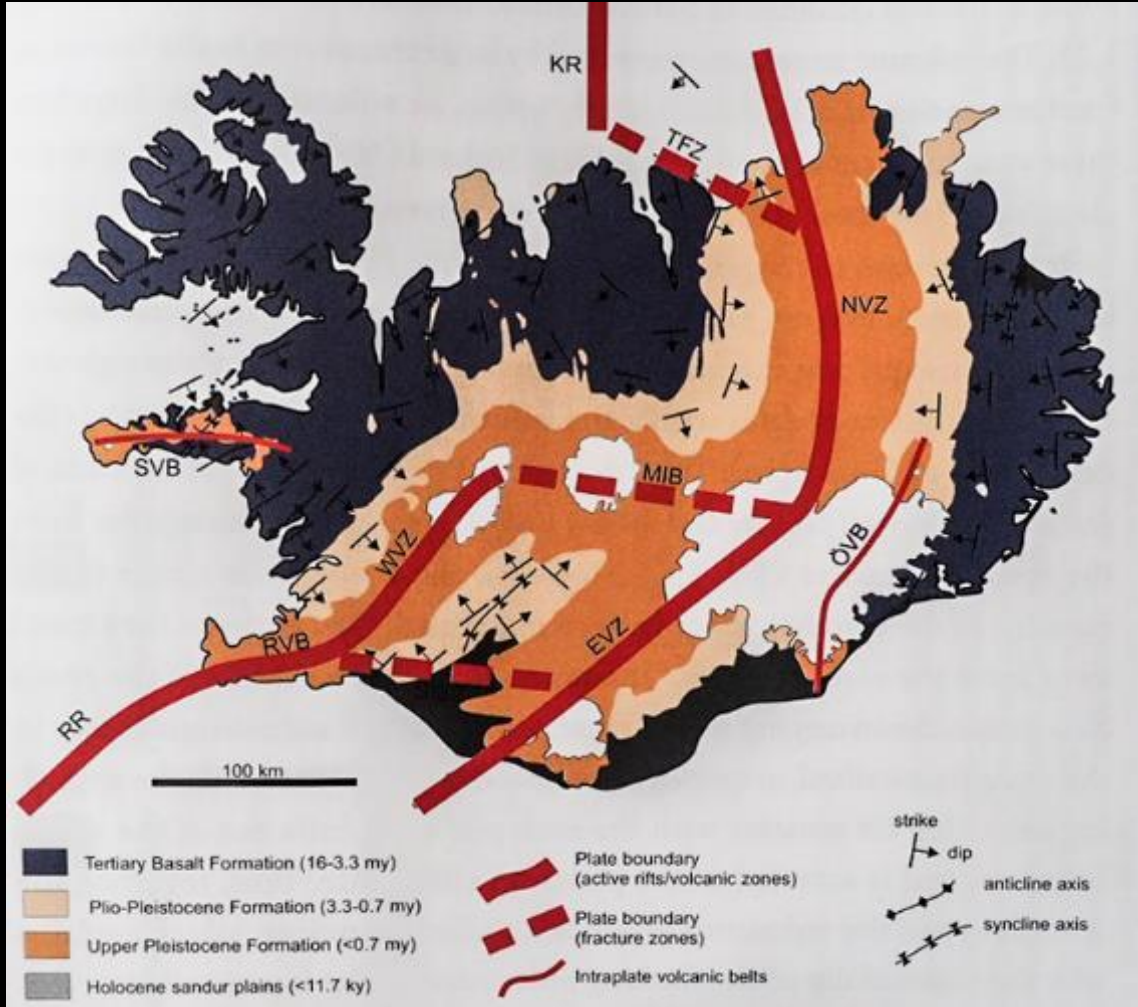 KR
TFZ
NVZ
SVB
MIB
WVZ
ÖVB
RVB
EVZ
RR
100 km
Tertiary Basalt Formation (16-3.3 my)
Plio-Pleistocene Formation (3.3-0.7 my)
Upper Pleistocene Formation (<0.7 my)
Holocene sandur plains (<11.7 ky)
Plate boundary
(active rifts/volcanic zones)
Plate boundary
(fracture zones)
Intraplate volcanic belts
strike
dip
anticline axis
syncline axis